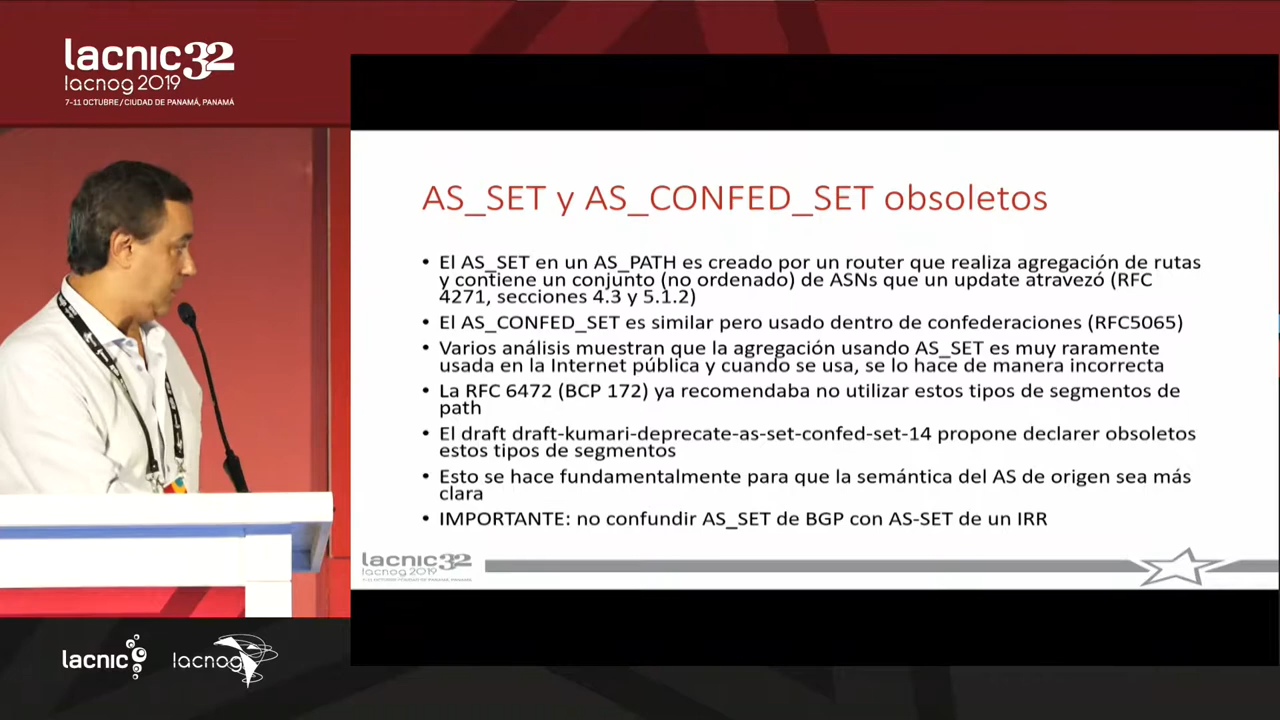 lacnic32
lacnog 2019
7-11 OCTUBRE / CIUDAD DE PANAMÁ, PANAMÁ
AS_SET y AS_CONFED_SET obsoletos
• El AS_SET en un AS_PATH es creado por un router que realiza agregación de rutas
y contiene un conjunto (no ordenado) de ASNs que un update atravezó (RFC
4271, secciones 4.3 y 5.1.2)
• El AS_CONFED_SET es similar pero usado dentro de confederaciones (RFC5065)
• Varios análisis muestran que la agregación usando AS_SET es muy raramente
usada en la Internet pública y cuando se usa, se lo hace de manera incorrecta
• La RFC 6472 (BCP 172) ya recomendaba no utilizar estos tipos de segmentos de
path
• El draft draft-kumari-deprecate-as-set-confed-set-14 propone declarer obsoletos
estos tipos de segmentos
• Esto se hace fundamentalmente para que la semántica del AS de origen sea más
clara
• IMPORTANTE: no confundir AS_SET de BGP con AS-SET de un IRR
lacnic32
lacnog 2019
7-11 OCTUBRE / CIUDAD DE PANAMÁ, PANAMÁ
lacnic
lacnog